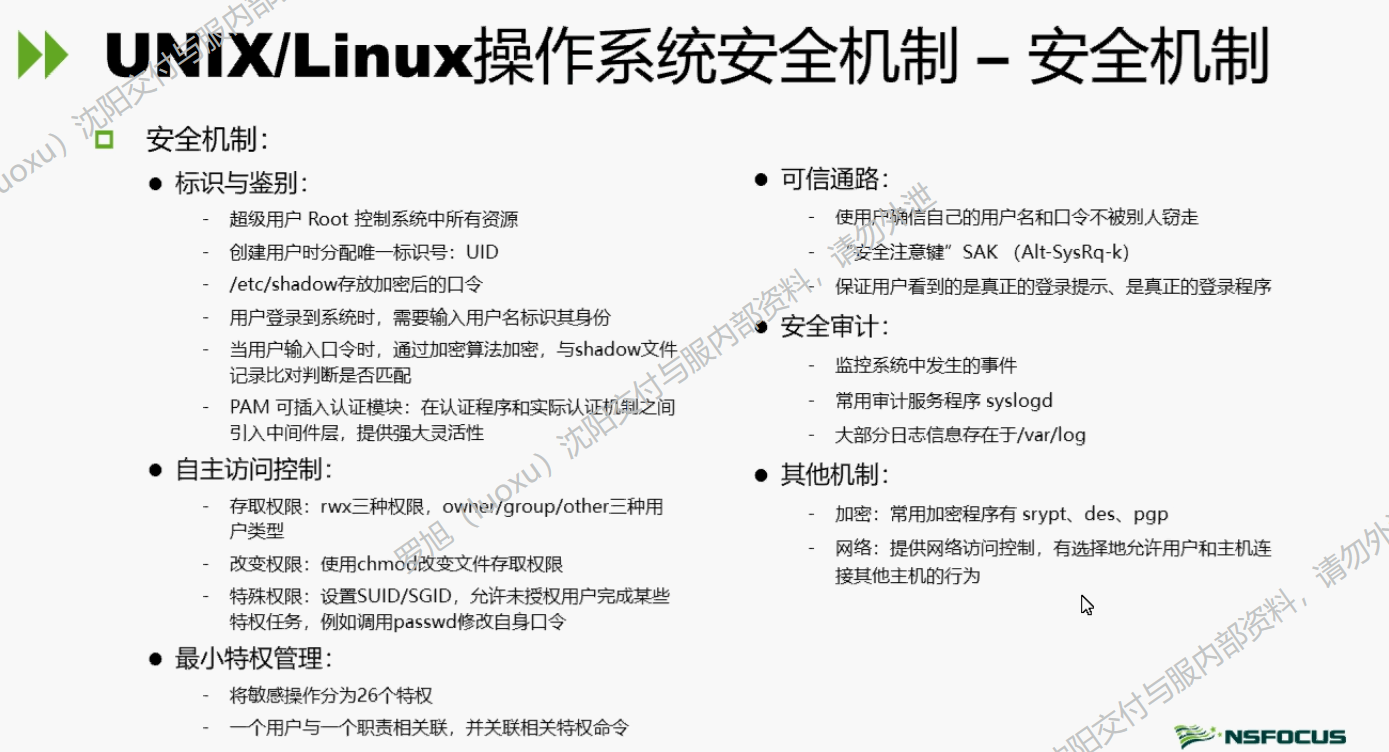 UNIX/Linux操作系统安全机制 – 安全机制
安全机制：
标识与鉴别：
- 超级用户 Root 控制系统中所有资源
- 创建用户时分配唯一标识号：UID
- /etc/shadow存放加密后的口令
- 用户登录到系统时，需要输入用户名标识其身份
- 当用户输入口令时，通过加密算法加密，与shadow文件
记录比对判断是否匹配
- PAM 可插入认证模块：在认证程序和实际认证机制之间
引入中间件层，提供强大灵活性
自主访问控制：
- 存取权限：rwx三种权限，owner/group/other三种用
户类型
- 改变权限：使用chmod改变文件存取权限
- 特殊权限：设置SUID/SGID，允许未授权用户完成某些
特权任务，例如调用passwd修改自身口令
最小特权管理：
- 将敏感操作分为26个特权
- 一个用户与一个职责相关联，并关联相关特权命令
可信通路：
- 使用户确信自己的用户名和口令不被别人窃走
- “安全注意键”SAK （Alt-SysRq-k）
- 保证用户看到的是真正的登录提示、是真正的登录程序
安全审计：
- 监控系统中发生的事件
- 常用审计服务程序 syslogd
- 大部分日志信息存在于/var/log
其他机制：
- 加密：常用加密程序有 srypt、des、pgp
- 网络：提供网络访问控制，有选择地允许用户和主机连
接其他主机的行为
NSFOCUS
uoxu）沈阳交付与服内部
罗旭（luoxu）沈阳交付与服内部资料，请勿外泄
沈阳交付与服内部资料，请勿外